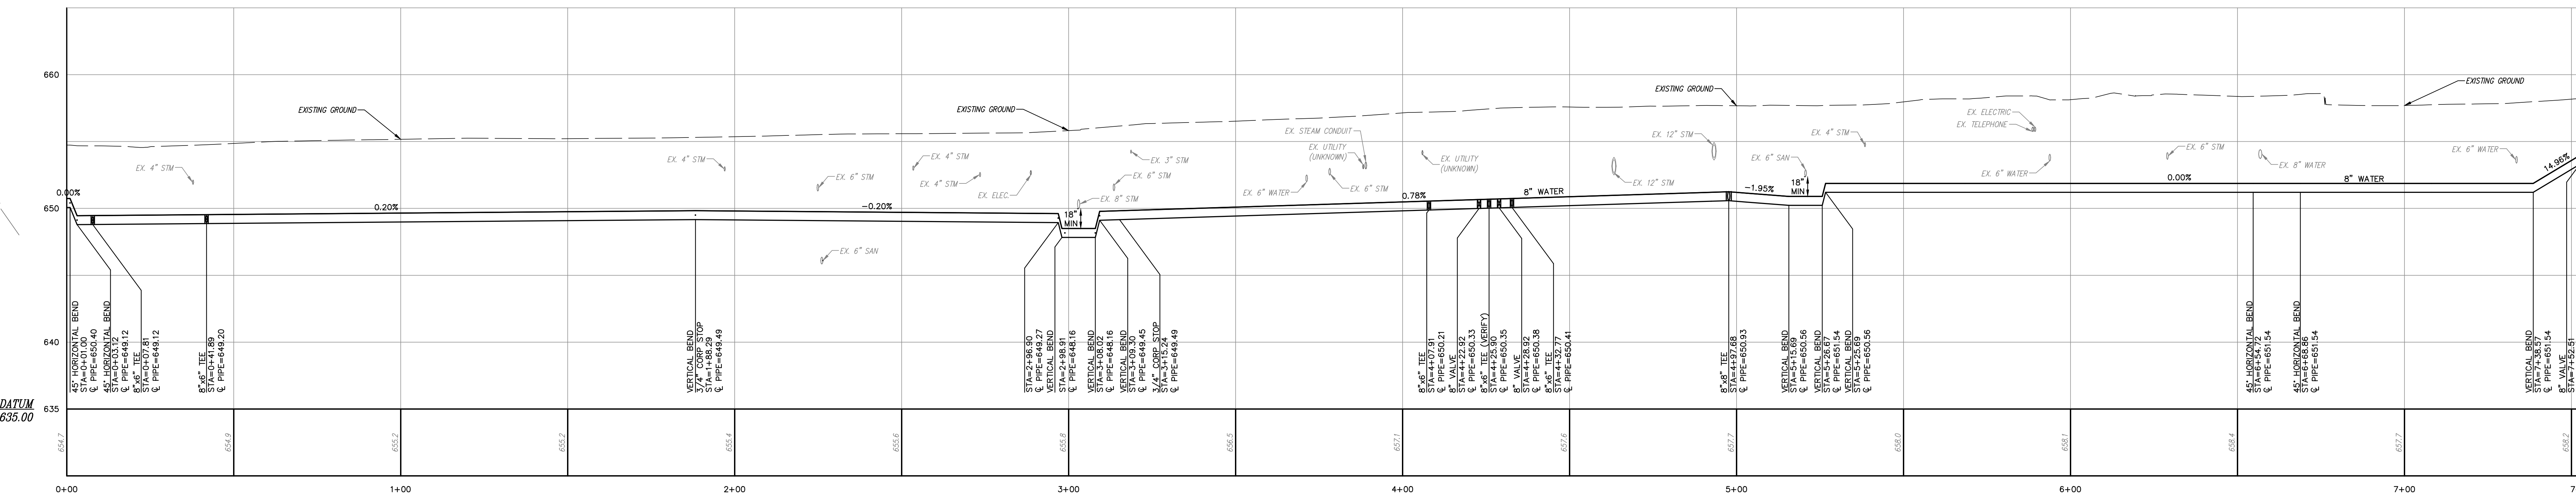 660
650
640
635
DATUM
635.00
EXISTING GROUND
EXISTING GROUND
EXISTING GROUND
EXISTING GROUND
EX. 4" STM
EX. 4" STM
EX. 6" STM
EX. 4" STM
EX. 4" STM
EX. ELEC.
EX. 3" STM
EX. 8" STM
EX. 8" STM
EX. 6" SAN
EX. STEAM CONDUIT
EX. UTILITY
(UNKNOWN)
EX. 6" WATER
EX. 6" STM
EX. UTILITY
(UNKNOWN)
EX. 12" STM
EX. 12" STM
EX. 6" SAN
EX. 4" STM
EX. ELECTRIC
EX. TELEPHONE
EX. 6" WATER
EX. 6" STM
EX. 8" WATER
EX. 6" WATER
0.00%
0.20%
-0.20%
18"
MIN
0.78%
8" WATER
-1.95%
18"
MIN
0.00%
8" WATER
14.96%
45° HORIZONTAL BEND
STA=0+01.00
℄ PIPE=650.40
45° HORIZONTAL BEND
STA=0+03.12
℄ PIPE=649.12
8"x6" TEE
STA=0+07.81
℄ PIPE=649.12
8"x6" TEE
STA=0+41.89
℄ PIPE=649.20
VERTICAL BEND
3/4" CORP STOP
STA=1+88.29
℄ PIPE=649.49
STA=2+96.90
℄ PIPE=649.27
VERTICAL BEND
STA=2+98.91
℄ PIPE=648.16
VERTICAL BEND
STA=3+08.02
℄ PIPE=648.16
VERTICAL BEND
STA=3+09.30
℄ PIPE=649.45
3/4" CORP STOP
STA=3+15.24
℄ PIPE=649.49
8"x6" TEE
STA=4+07.91
℄ PIPE=650.21
8" VALVE
STA=4+22.92
℄ PIPE=650.33
8"x6" TEE (VERIFY)
STA=4+25.90
℄ PIPE=650.35
8" VALVE
STA=4+28.92
℄ PIPE=650.38
8"x6" TEE
STA=4+32.77
℄ PIPE=650.41
8"x8" TEE
STA=4+97.68
℄ PIPE=650.93
VERTICAL BEND
STA=5+15.69
℄ PIPE=650.56
VERTICAL BEND
STA=5+26.67
℄ PIPE=651.54
VERTICAL BEND
STA=5+25.69
℄ PIPE=650.56
45° HORIZONTAL BEND
STA=6+54.72
℄ PIPE=651.54
45° HORIZONTAL BEND
STA=6+68.86
℄ PIPE=651.54
VERTICAL BEND
STA=7+38.57
℄ PIPE=651.54
8" VALVE
STA=7+52.51
654.7
654.9
655.2
655.2
655.4
655.6
655.8
656.5
657.1
657.6
657.7
658.0
658.1
658.4
657.7
658.2
0+00
1+00
2+00
3+00
4+00
5+00
6+00
7+00